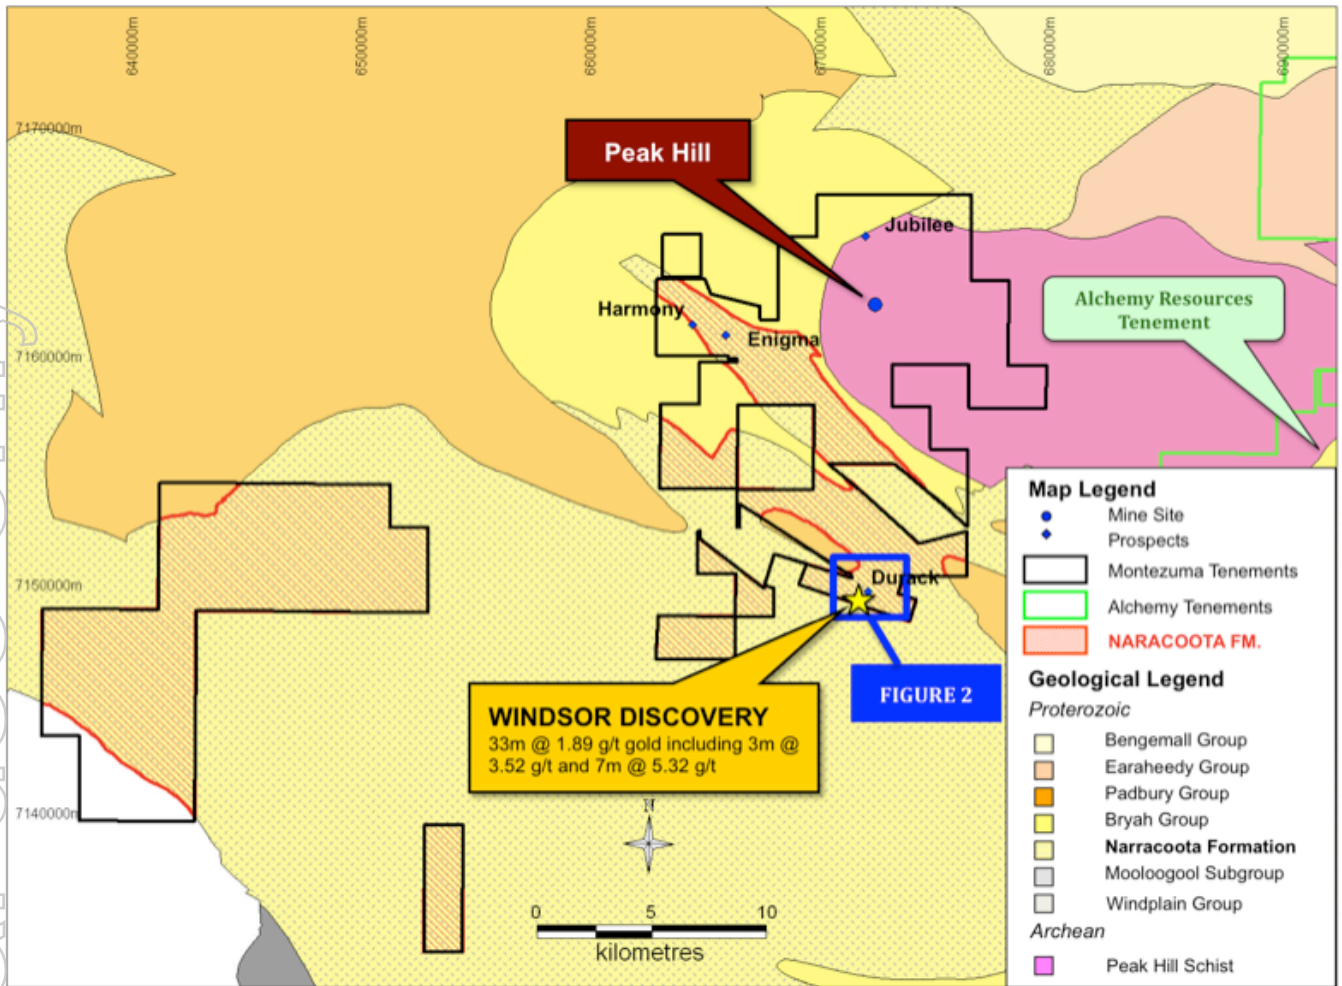 640000m
650000m
660000m
670000m
680000m
690000m
7170000m
Peak Hill
Jubilee
Alchemy Resources
Tenement
Harmony
Enigma
7160000m
7150000m
Durack
FIGURE 2
WINDSOR DISCOVERY
33m @ 1.89 g/t gold including 3m @
3.52 g/t and 7m @ 5.32 g/t
7140000m
N
0 5 10
kilometres
Map Legend
Mine Site
Prospects
Montezuma Tenements
Alchemy Tenements
NARACOOTA FM.
Geological Legend
Proterozoic
Bengemall Group
Earaheedy Group
Padbury Group
Bryah Group
Narracoota Formation
Mooloogool Subgroup
Windplain Group
Archean
Peak Hill Schist